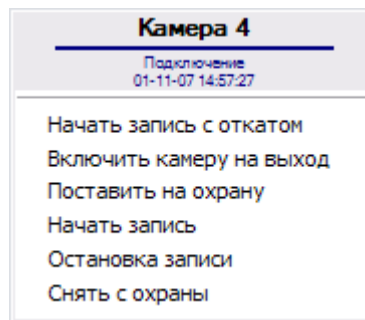 Камера 4
Подключение
01-11-07 14:57:27
Начать запись с откатом
Включить камеру на выход
Поставить на охрану
Начать запись
Остановка записи
Снять с охраны